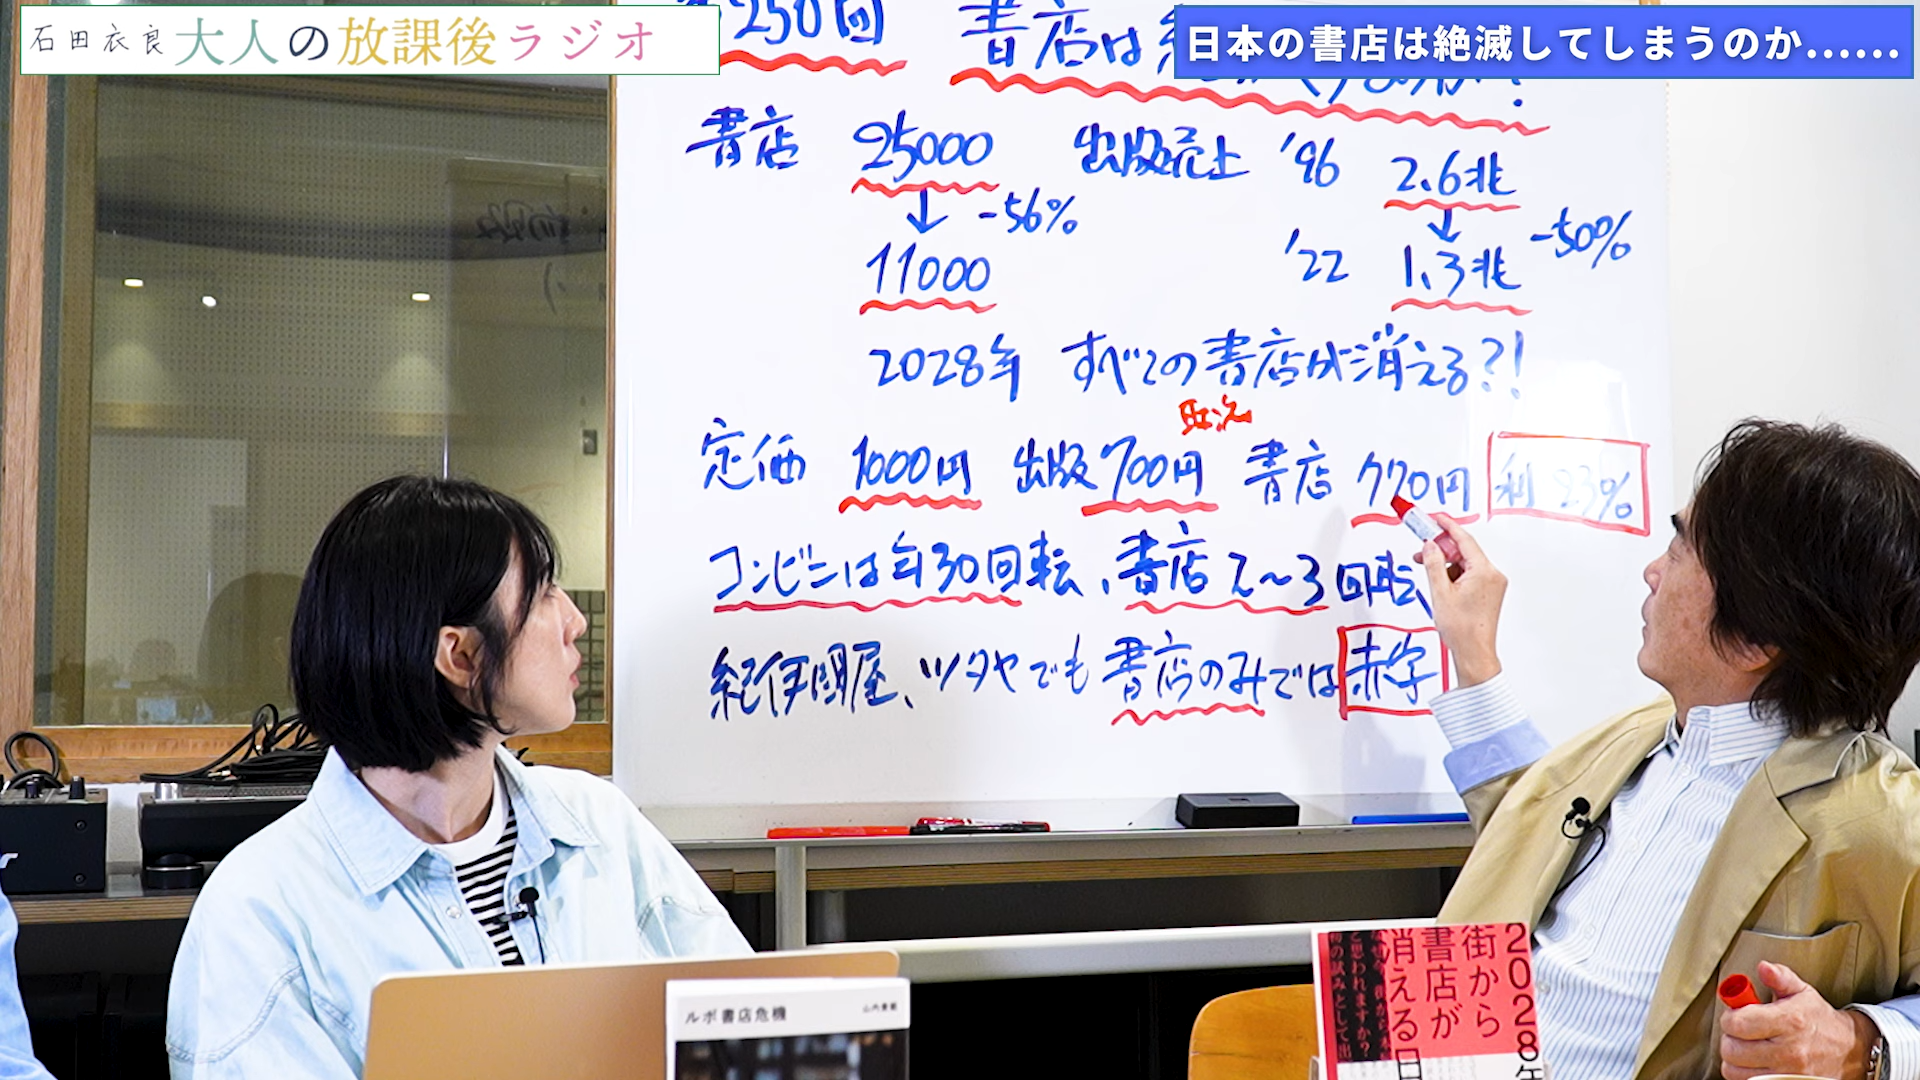 石田衣良 大人の放課後ラジオ
日本の書店は絶滅してしまうのか……
250回 書店は
書店 25000 出版売上 '96 2.6兆
↓ -56% ↓ -50%
11000 '22 1.3兆
2028年 すべての書店が消える?!
取次
定価 1000円 出版700円 書店 770円 利 23%
コンビニは年30回転、書店 2〜3回転
紀伊國屋、ツタヤでも 書店のみでは赤字
ルポ書店危機
2028年
街から
書店が
消える日